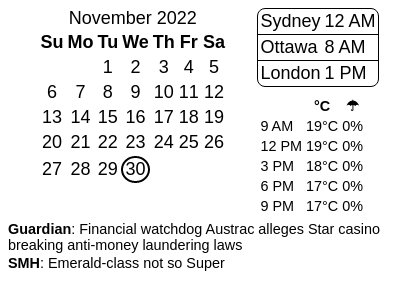 November 2022
Su Mo Tu We Th Fr Sa
1 2 3 4 5
6 7 8 9 10 11 12
13 14 15 16 17 18 19
20 21 22 23 24 25 26
27 28 29 30
Sydney 12 AM
Ottawa 8 AM
London 1 PM
°C ☂
9 AM 19°C 0%
12 PM 19°C 0%
3 PM 18°C 0%
6 PM 17°C 0%
9 PM 17°C 0%
Guardian: Financial watchdog Austrac alleges Star casino
breaking anti-money laundering laws
SMH: Emerald-class not so Super